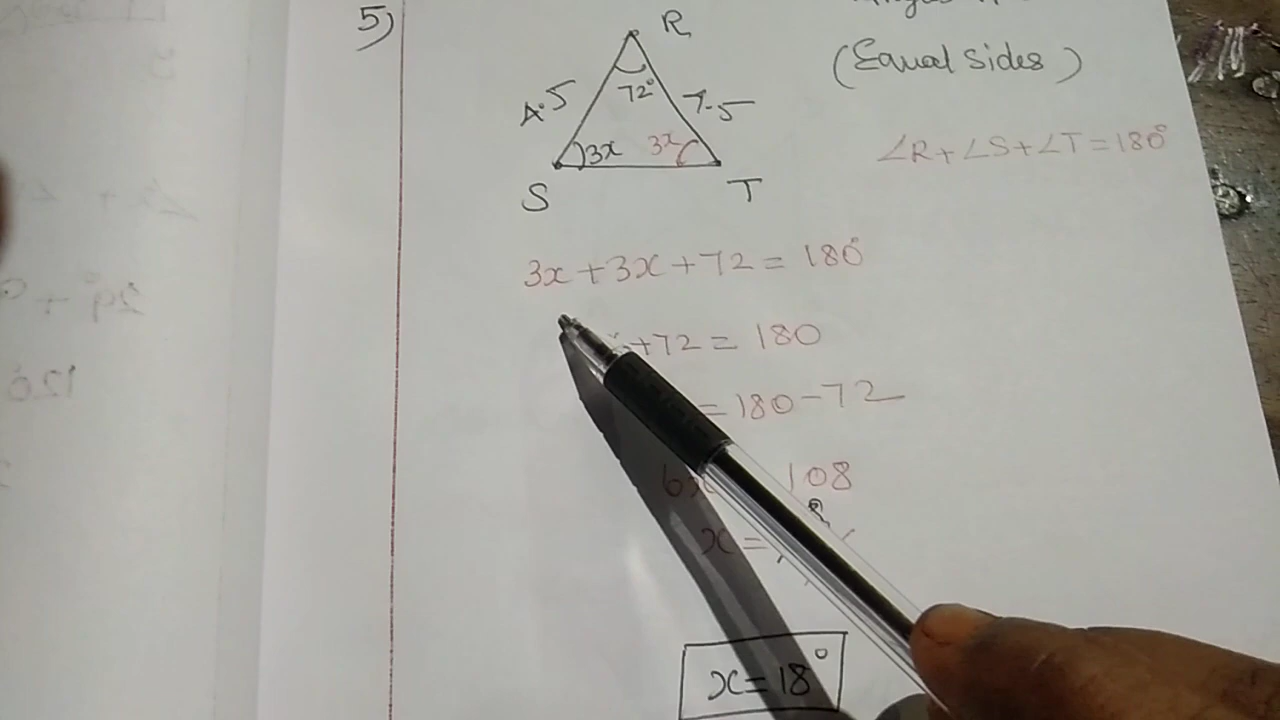 5)
R
(Equal Sides)
4.5
72°
7.5
3x
3x
∠R+∠S+∠T=180°
S
T
3x+3x+72=180°
+72=180
=180-72
6x 108
x=
x=18°